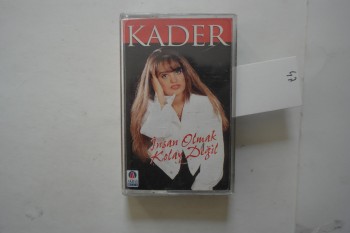 KADER
İnsan Olmak
Kolay Değil